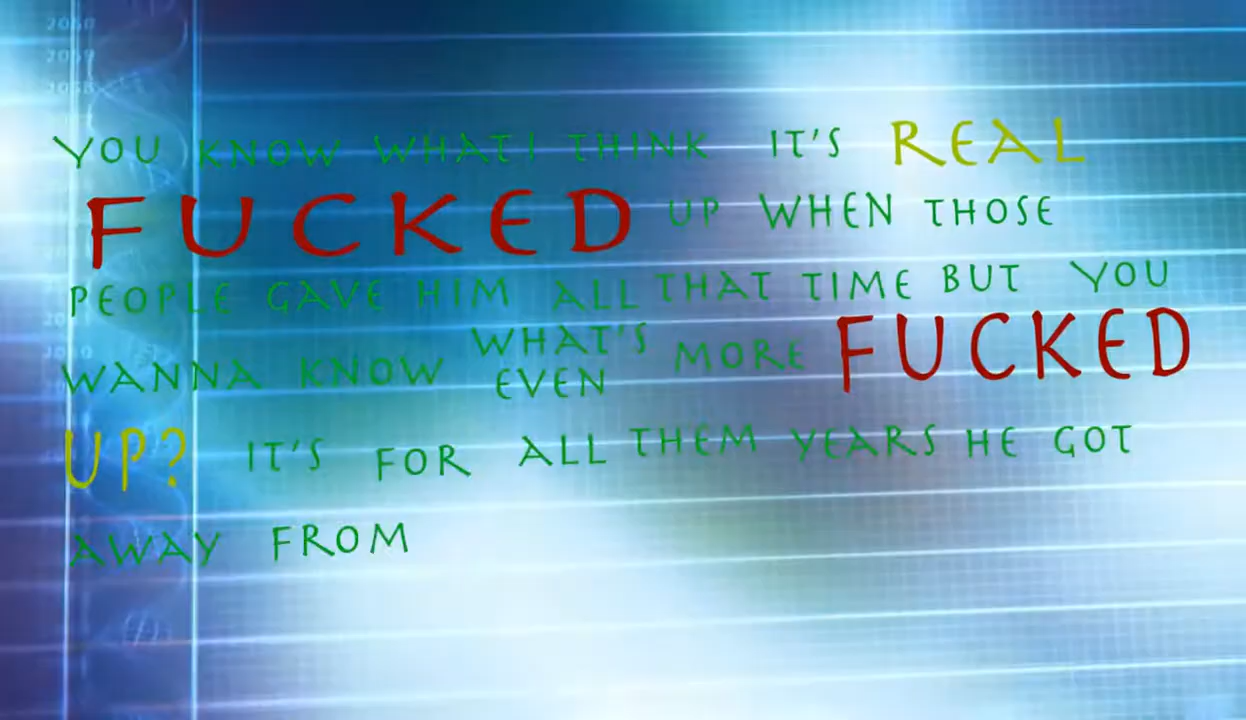 YOU KNOW WHAT I THINK IT'S REAL
FUCKED UP WHEN THOSE
PEOPLE GAVE HIM ALL THAT TIME BUT YOU
WANNA KNOW WHAT'S EVEN MORE FUCKED
UP? IT'S FOR ALL THEM YEARS HE GOT
AWAY FROM